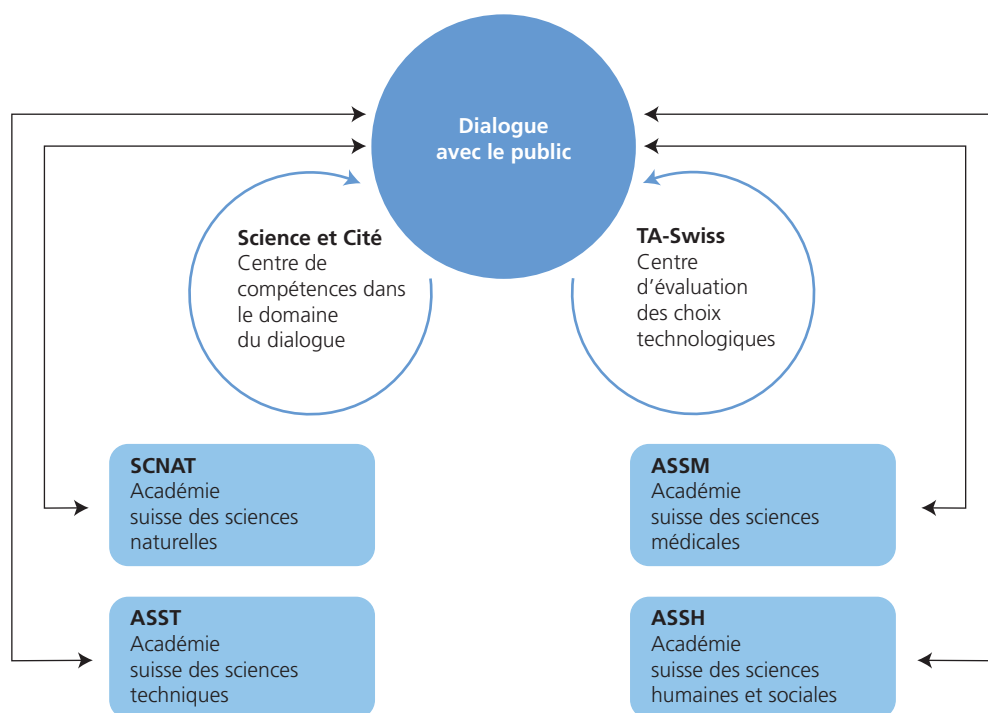 Dialogue
avec le public
Science et Cité
Centre de
compétences dans
le domaine
du dialogue
TA-Swiss
Centre
d’évaluation
des choix
technologiques
SCNAT
Académie
suisse des sciences
naturelles
ASSM
Académie
suisse des sciences
médicales
ASST
Académie
suisse des sciences
techniques
ASSH
Académie
suisse des sciences
humaines et sociales